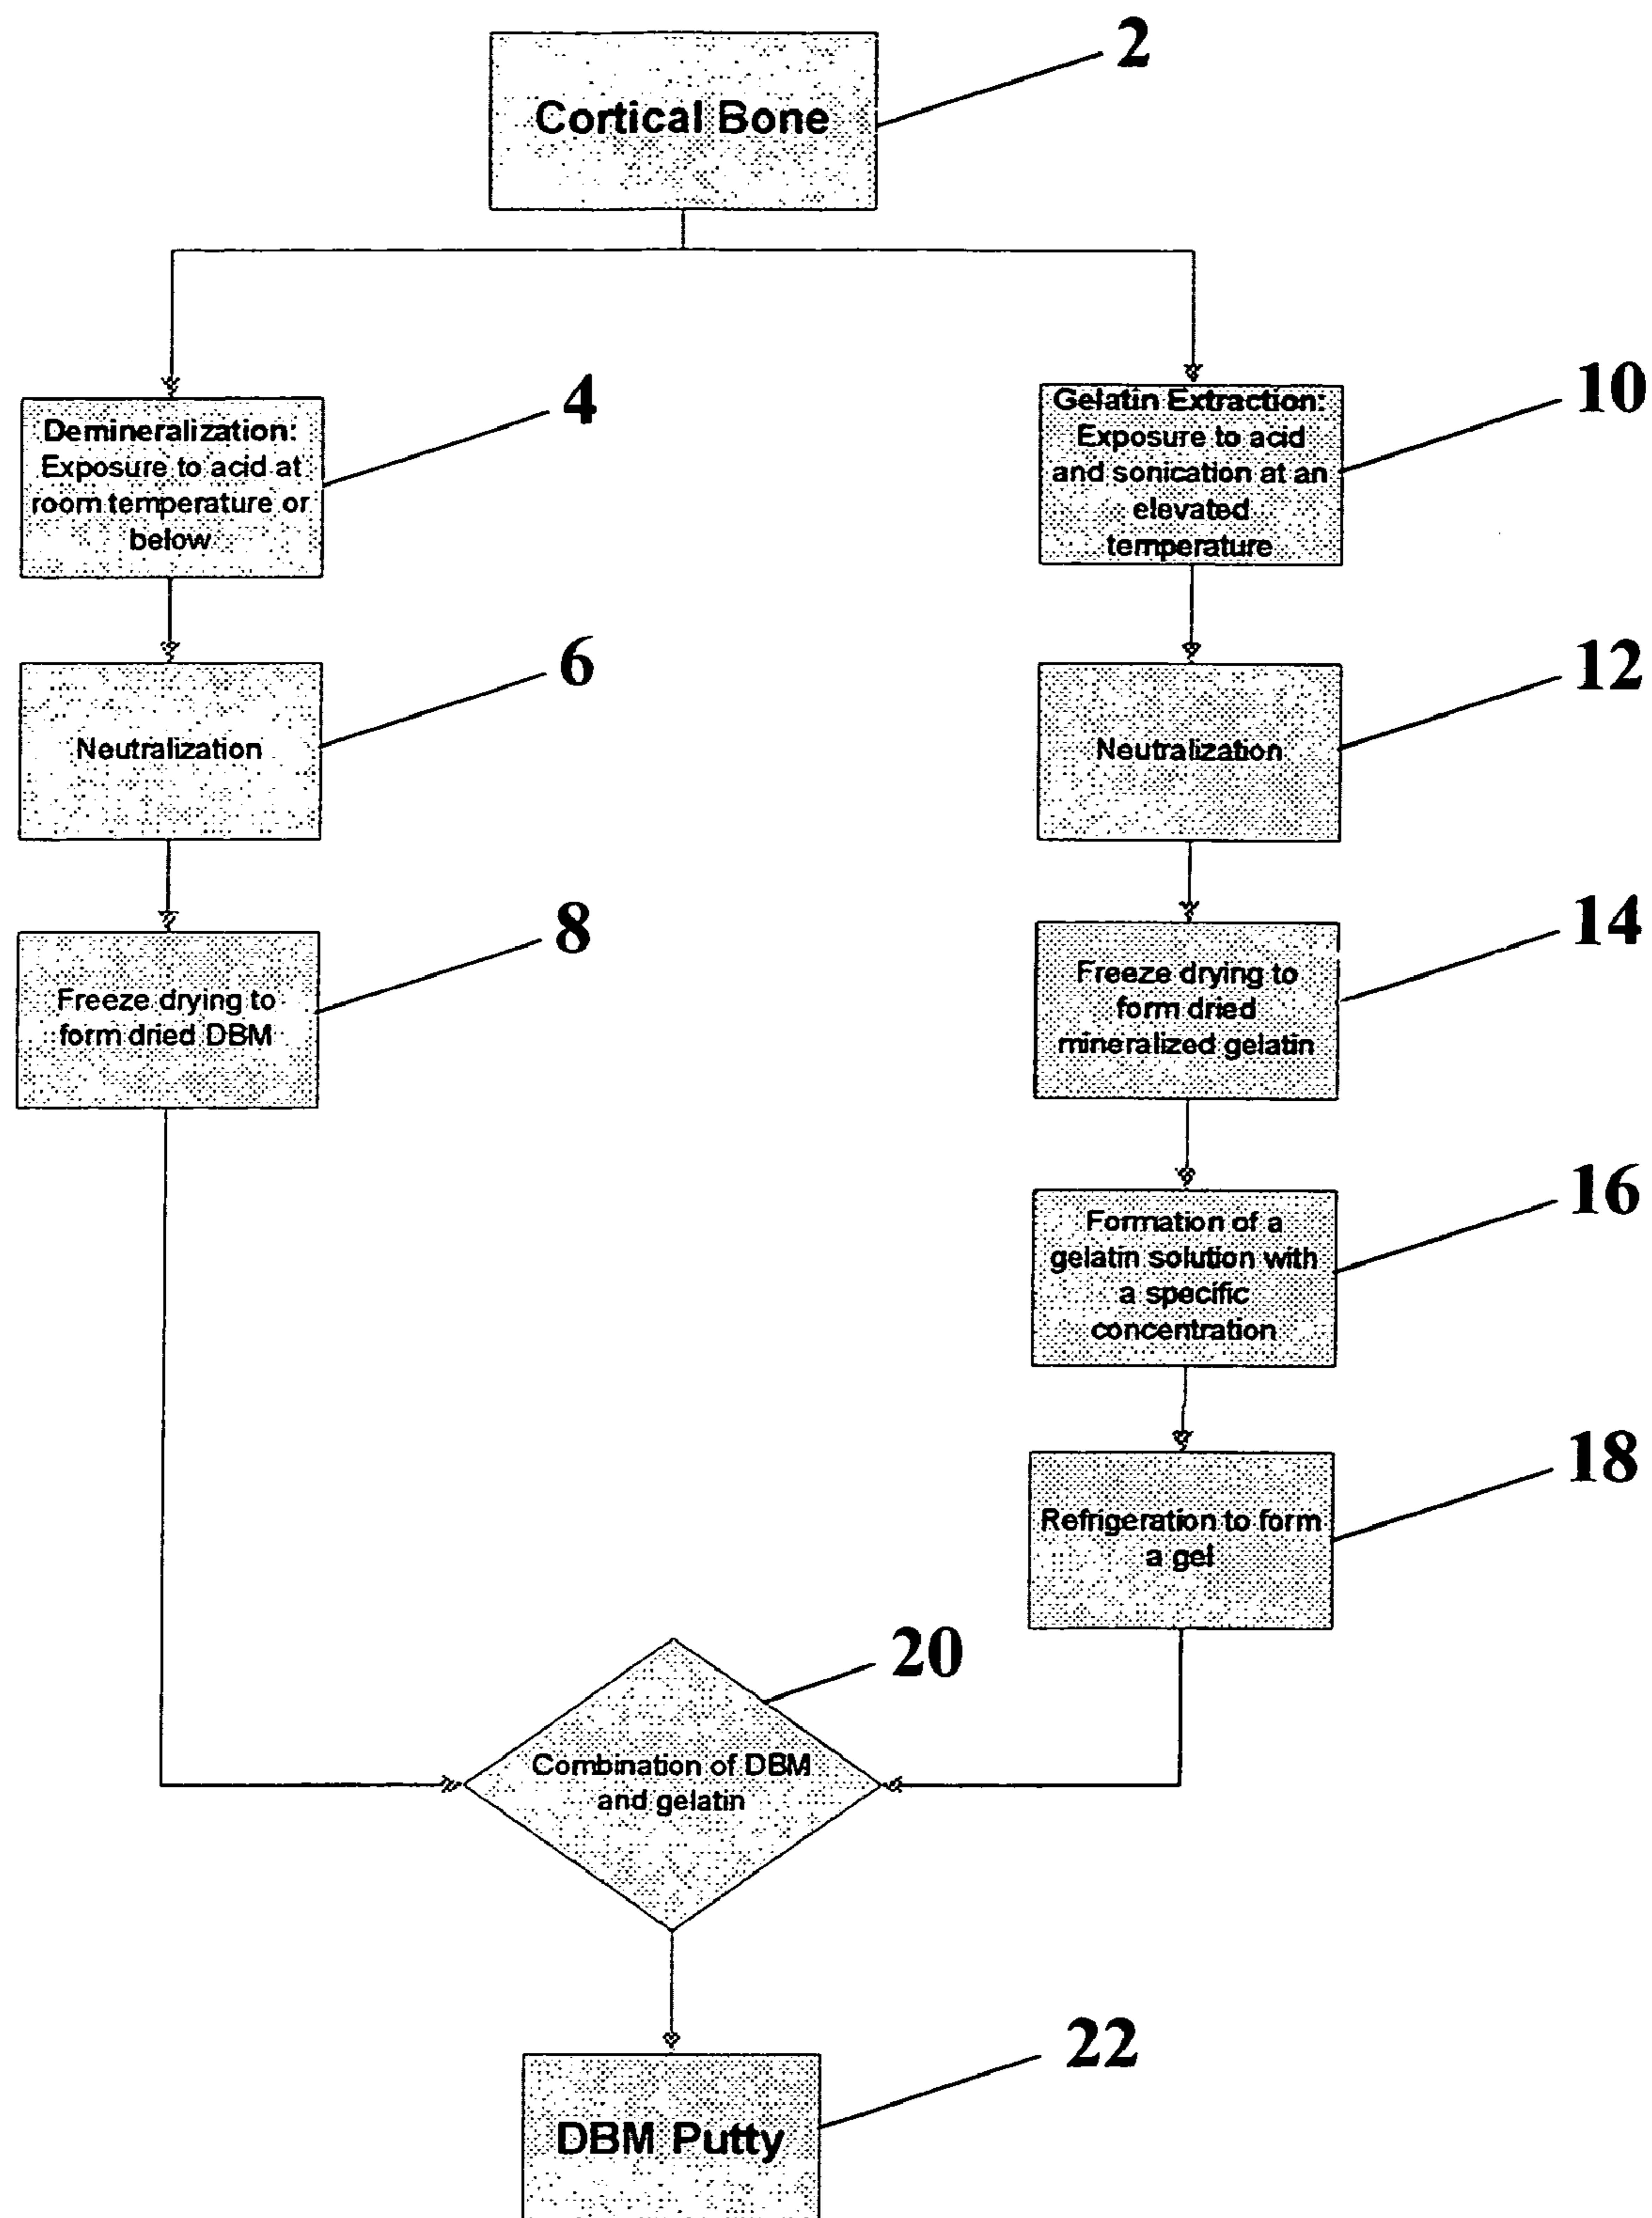 2
Cortical Bone
4
Demineralization:
Exposure to acid at
room temperature or
below
10
Gelatin Extraction:
Exposure to acid
and sonication at an
elevated
temperature
6
Neutralization
12
Neutralization
8
Freeze drying to
form dried DBM
14
Freeze drying to
form dried
mineralized gelatin
16
Formation of a
gelatin solution with
a specific
concentration
18
Refrigeration to form
a gel
20
Combination of DBM
and gelatin
22
DBM Putty